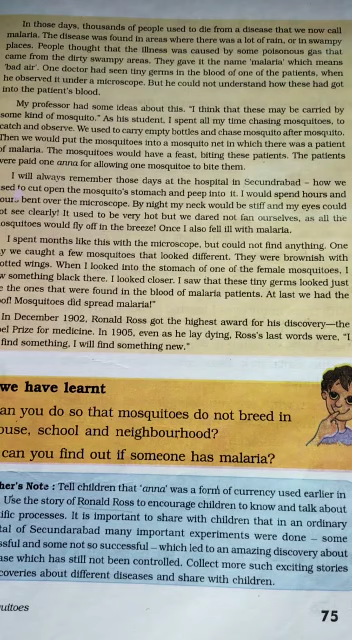 In those days, thousands of people used to die from a disease that we now call
malaria. The disease was found in areas where there was a lot of rain, or in swampy
places. People thought that the illness was caused by some poisonous gas that
came from the dirty swampy areas. They gave it the name 'malaria' which means
'bad air'. One doctor had seen tiny germs in the blood of one of the patients, when
he observed it under a microscope. But he could not understand how these had got
into the patient's blood.
My professor had some ideas about this. "I think that these may be carried by
some kind of mosquito." As his student, I spent all my time chasing mosquitoes, to
catch and observe. We used to carry empty bottles and chase mosquito after mosquito.
Then we would put the mosquitoes into a mosquito net in which there was a patient
of malaria. The mosquitoes would have a feast, biting these patients. The patients
were paid one anna for allowing one mosquito to bite them.
I will always remember those days at the hospital in Secundrabad – how we
sed to cut open the mosquito's stomach and peep into it. I would spend hours and
ours bent over the microscope. By night my neck would be stiff and my eyes could
ot see clearly! It used to be very hot but we dared not fan ourselves, as all the
osquitoes would fly off in the breeze! Once I also fell ill with malaria.
I spent months like this with the microscope, but could not find anything. One
y we caught a few mosquitoes that looked different. They were brownish with
otted wings. When I looked into the stomach of one of the female mosquitoes, I
w something black there. I looked closer. I saw that these tiny germs looked just
e the ones that were found in the blood of malaria patients. At last we had the
oof! Mosquitoes did spread malaria!"
In December 1902, Ronald Ross got the highest award for his discovery—the
el Prize for medicine. In 1905, even as he lay dying, Ross's last words were, "I
find something, I will find something new."
we have learnt
an you do so that mosquitoes do not breed in
ouse, school and neighbourhood?
can you find out if someone has malaria?
her's Note : Tell children that 'anna' was a form of currency used earlier in
Use the story of Ronald Ross to encourage children to know and talk about
ific processes. It is important to share with children that in an ordinary
tal of Secundarabad many important experiments were done – some
ssful and some not so successful – which led to an amazing discovery about
ase which has still not been controlled. Collect more such exciting stories
coveries about different diseases and share with children.
uitoes
75